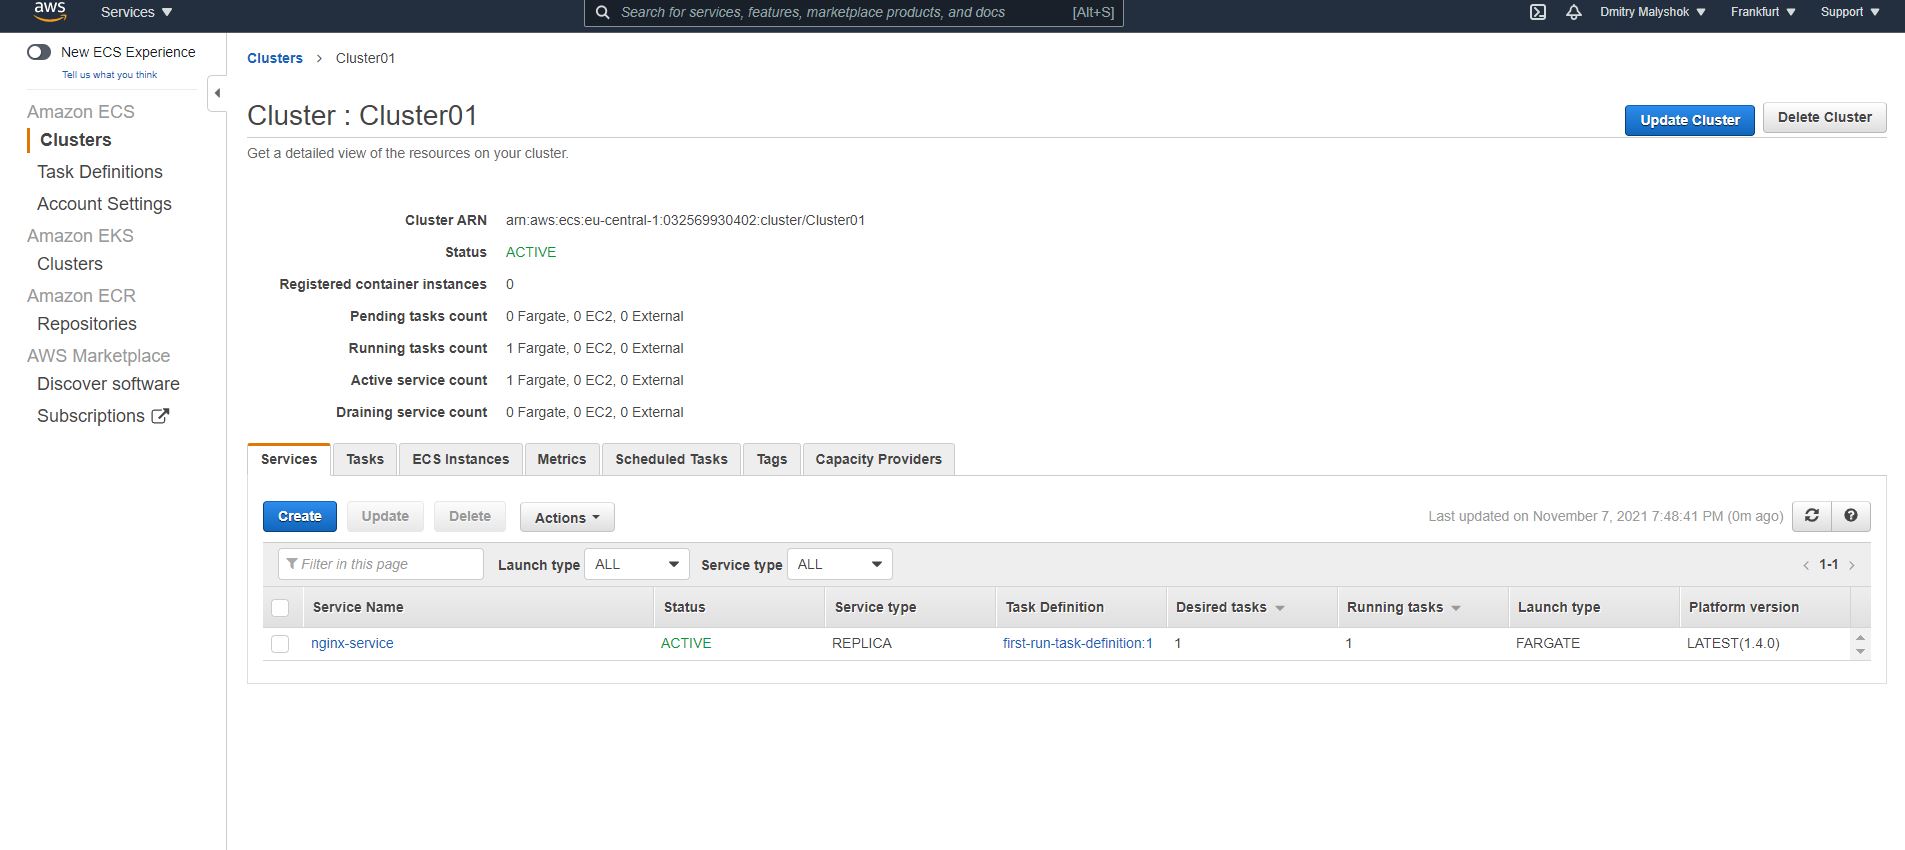 aws Services Search for services, features, marketplace products, and docs [Alt+S] Dmitry Malyshok Frankfurt Support
New ECS Experience
Tell us what you think
Amazon ECS
Clusters
Task Definitions
Account Settings
Amazon EKS
Clusters
Amazon ECR
Repositories
AWS Marketplace
Discover software
Subscriptions
Clusters > Cluster01
Cluster : Cluster01
Update Cluster Delete Cluster
Get a detailed view of the resources on your cluster.
Cluster ARN arn:aws:ecs:eu-central-1:032569930402:cluster/Cluster01
Status ACTIVE
Registered container instances 0
Pending tasks count 0 Fargate, 0 EC2, 0 External
Running tasks count 1 Fargate, 0 EC2, 0 External
Active service count 1 Fargate, 0 EC2, 0 External
Draining service count 0 Fargate, 0 EC2, 0 External
Services Tasks ECS Instances Metrics Scheduled Tasks Tags Capacity Providers
Create Update Delete Actions Last updated on November 7, 2021 7:48:41 PM (0m ago)
Filter in this page Launch type ALL Service type ALL < 1-1 >
Service Name Status Service type Task Definition Desired tasks Running tasks Launch type Platform version
nginx-service ACTIVE REPLICA first-run-task-definition:1 1 1 FARGATE LATEST(1.4.0)